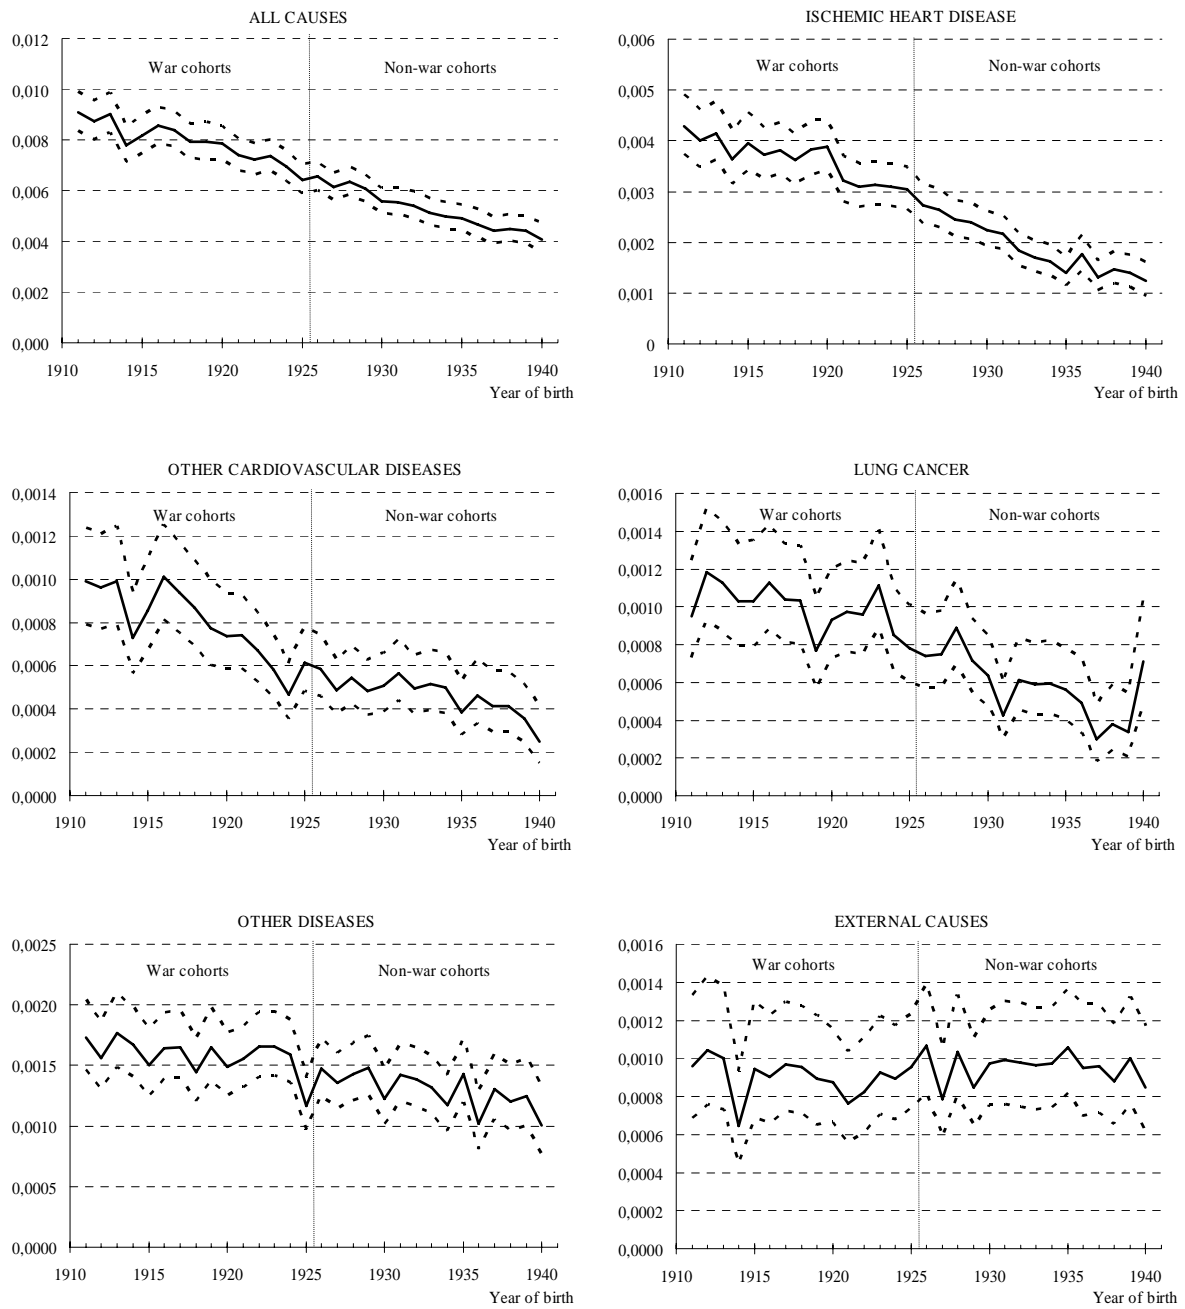 ALL CAUSES
0,012
0,010
0,008
0,006
0,004
0,002
0,000
War cohorts
Non-war cohorts
1910 1915 1920 1925 1930 1935 1940
Year of birth
ISCHEMIC HEART DISEASE
0,006
0,005
0,004
0,003
0,002
0,001
0
War cohorts
Non-war cohorts
1910 1915 1920 1925 1930 1935 1940
Year of birth
OTHER CARDIOVASCULAR DISEASES
0,0014
0,0012
0,0010
0,0008
0,0006
0,0004
0,0002
0,0000
War cohorts
Non-war cohorts
1910 1915 1920 1925 1930 1935 1940
Year of birth
LUNG CANCER
0,0016
0,0014
0,0012
0,0010
0,0008
0,0006
0,0004
0,0002
0,0000
War cohorts
Non-war cohorts
1910 1915 1920 1925 1930 1935 1940
Year of birth
OTHER DISEASES
0,0025
0,0020
0,0015
0,0010
0,0005
0,0000
War cohorts
Non-war cohorts
1910 1915 1920 1925 1930 1935 1940
Year of birth
EXTERNAL CAUSES
0,0016
0,0014
0,0012
0,0010
0,0008
0,0006
0,0004
0,0002
0,0000
War cohorts
Non-war cohorts
1910 1915 1920 1925 1930 1935 1940
Year of birth